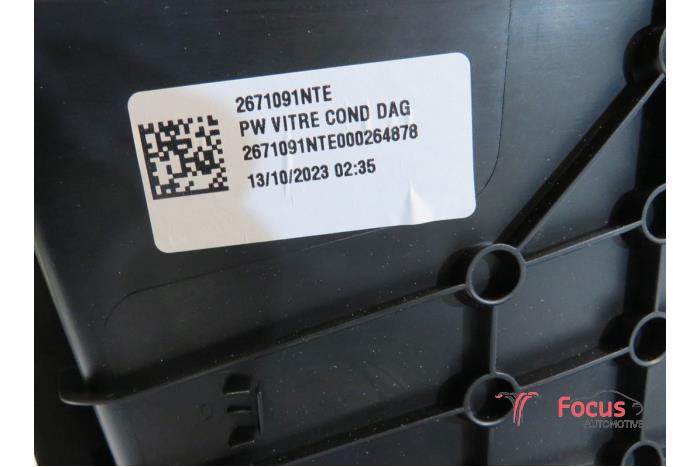 2671091NTE
PW VITRE COND DAG
2671091NTE000264878
13/10/2023 02:35
Focus
AUTOMOTIVE